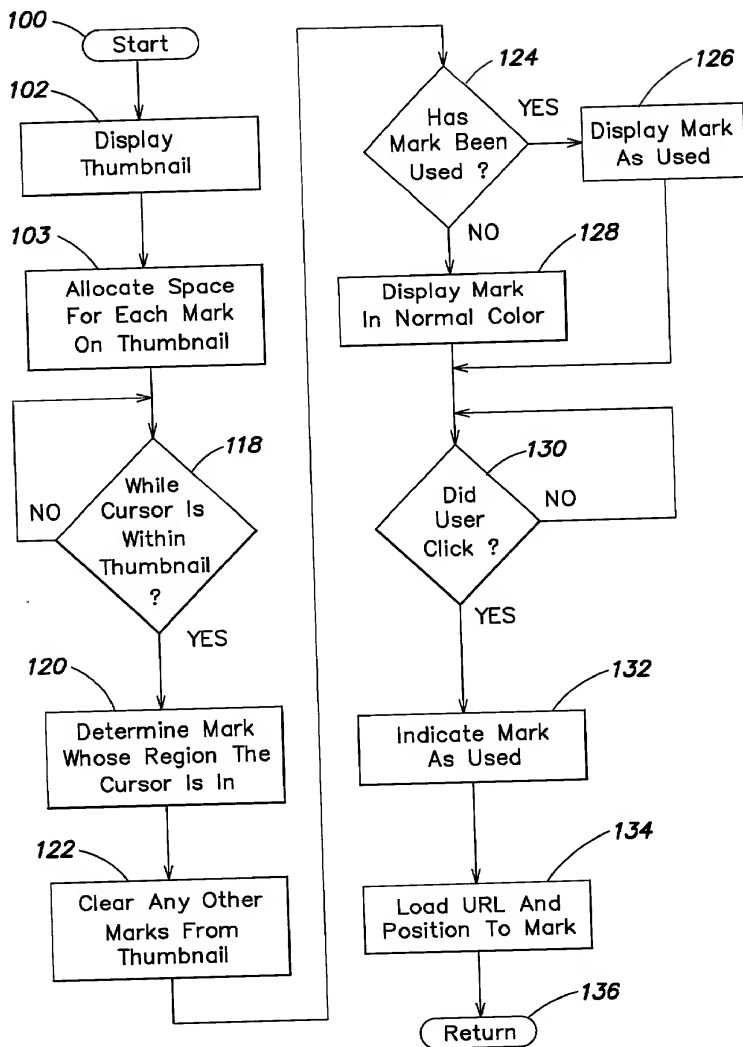 100
Start
102
Display
Thumbnail
103
Allocate Space
For Each Mark
On Thumbnail
118
While
Cursor Is
Within
Thumbnail
?
NO
YES
120
Determine Mark
Whose Region The
Cursor Is In
122
Clear Any Other
Marks From
Thumbnail
124
Has
Mark Been
Used ?
YES
NO
126
Display Mark
As Used
128
Display Mark
In Normal Color
130
Did
User
Click ?
NO
YES
132
Indicate Mark
As Used
134
Load URL And
Position To Mark
136
Return